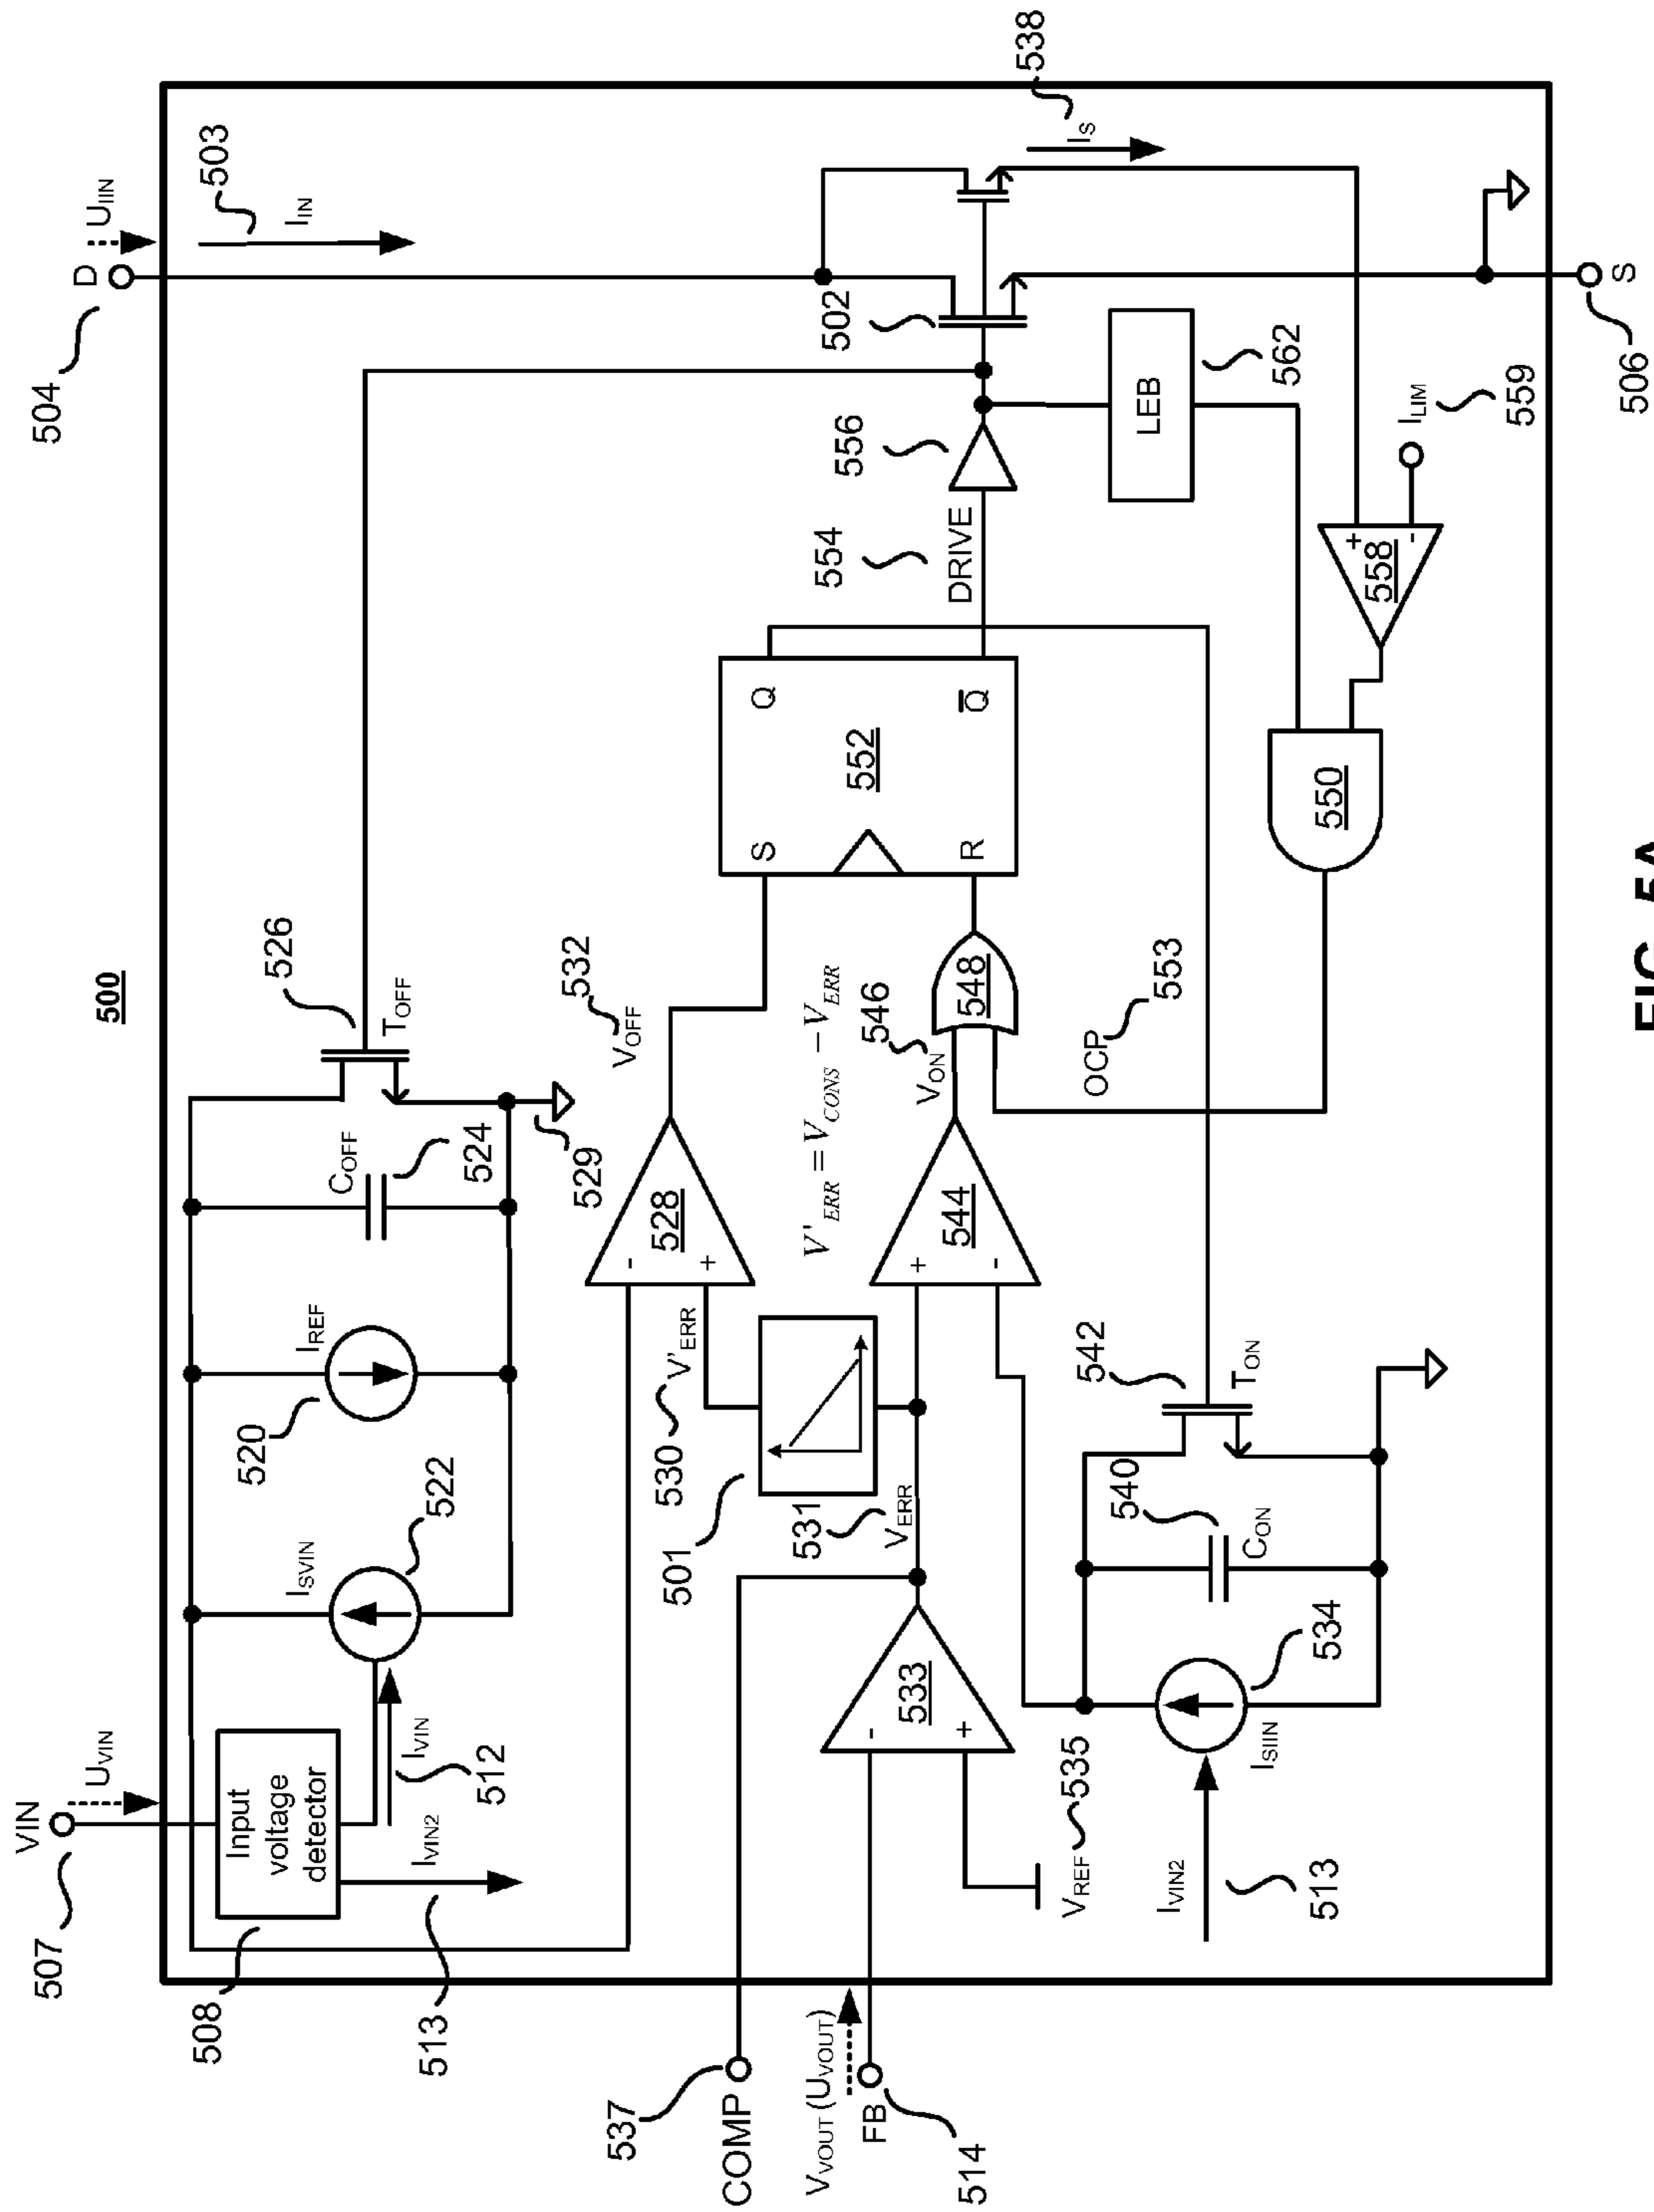 VIN
507
U_VIN
504
D
U_IIN
500
503
I_IN
508
Input
voltage
detector
513
I_VIN2
512
I_VIN
I_SVIN
522
520
I_REF
C_OFF
524
529
526
T_OFF
537
COMP
V_VOUT (U_VOUT)
FB
514
530
V'_ERR
501
531
V_ERR
-
+
528
532
V_OFF
V'_ERR = V_CONS − V_ERR
-
+
533
+
-
544
546
V_ON
548
S
R
552
Q
Q̅
554
DRIVE
556
502
538
I_S
V_REF
535
I_VIN2
513
I_SIIN
534
540
C_ON
542
T_ON
OCP
553
LEB
562
550
+
-
558
I_LIM
559
506
S
FIG. 5A